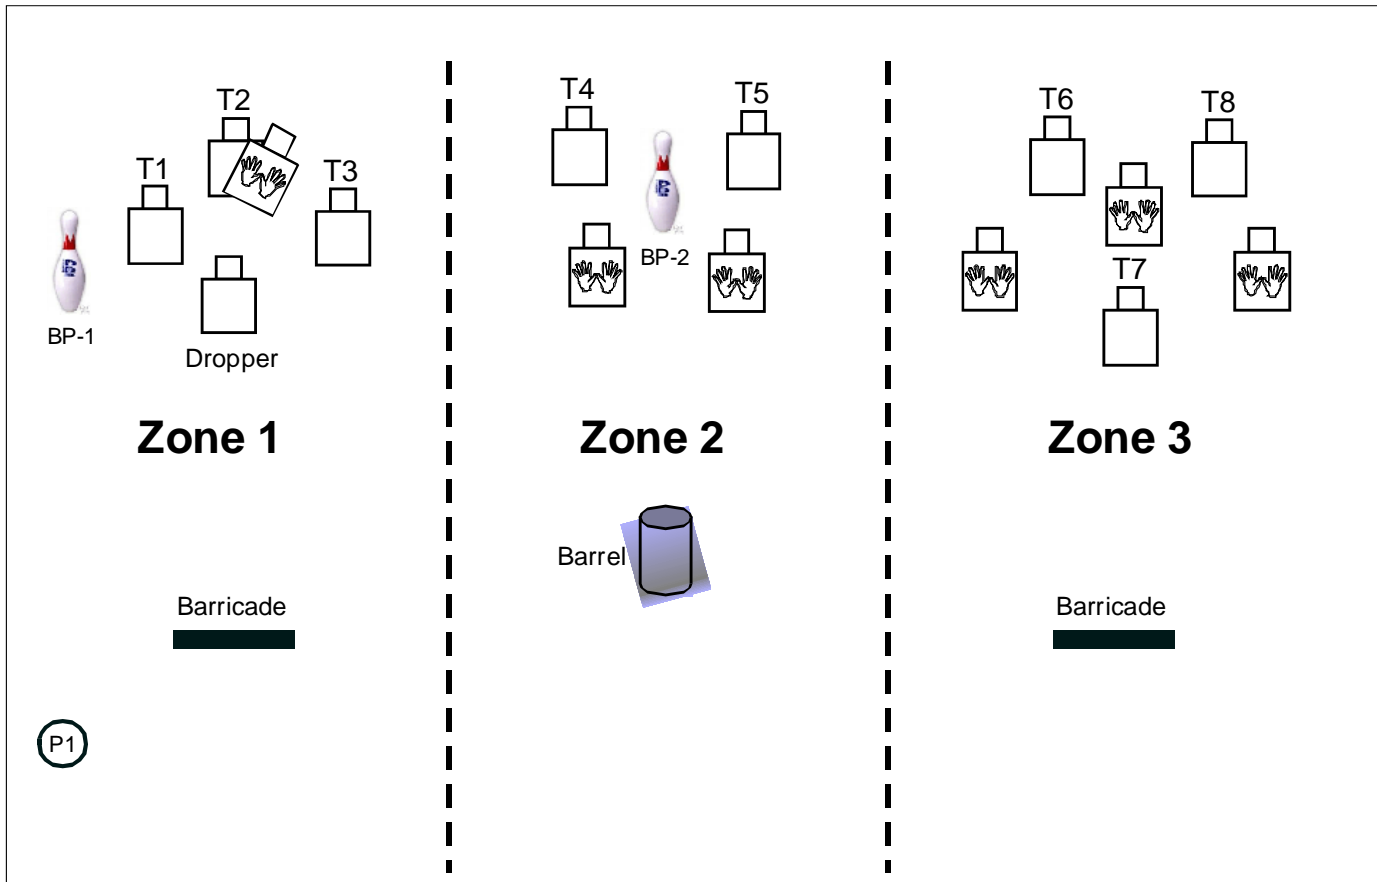 T2
T1
T3
BP-1
Dropper
Zone 1
Barricade
P1
T4
T5
BP-2
Zone 2
Barrel
T6
T8
T7
Zone 3
Barricade